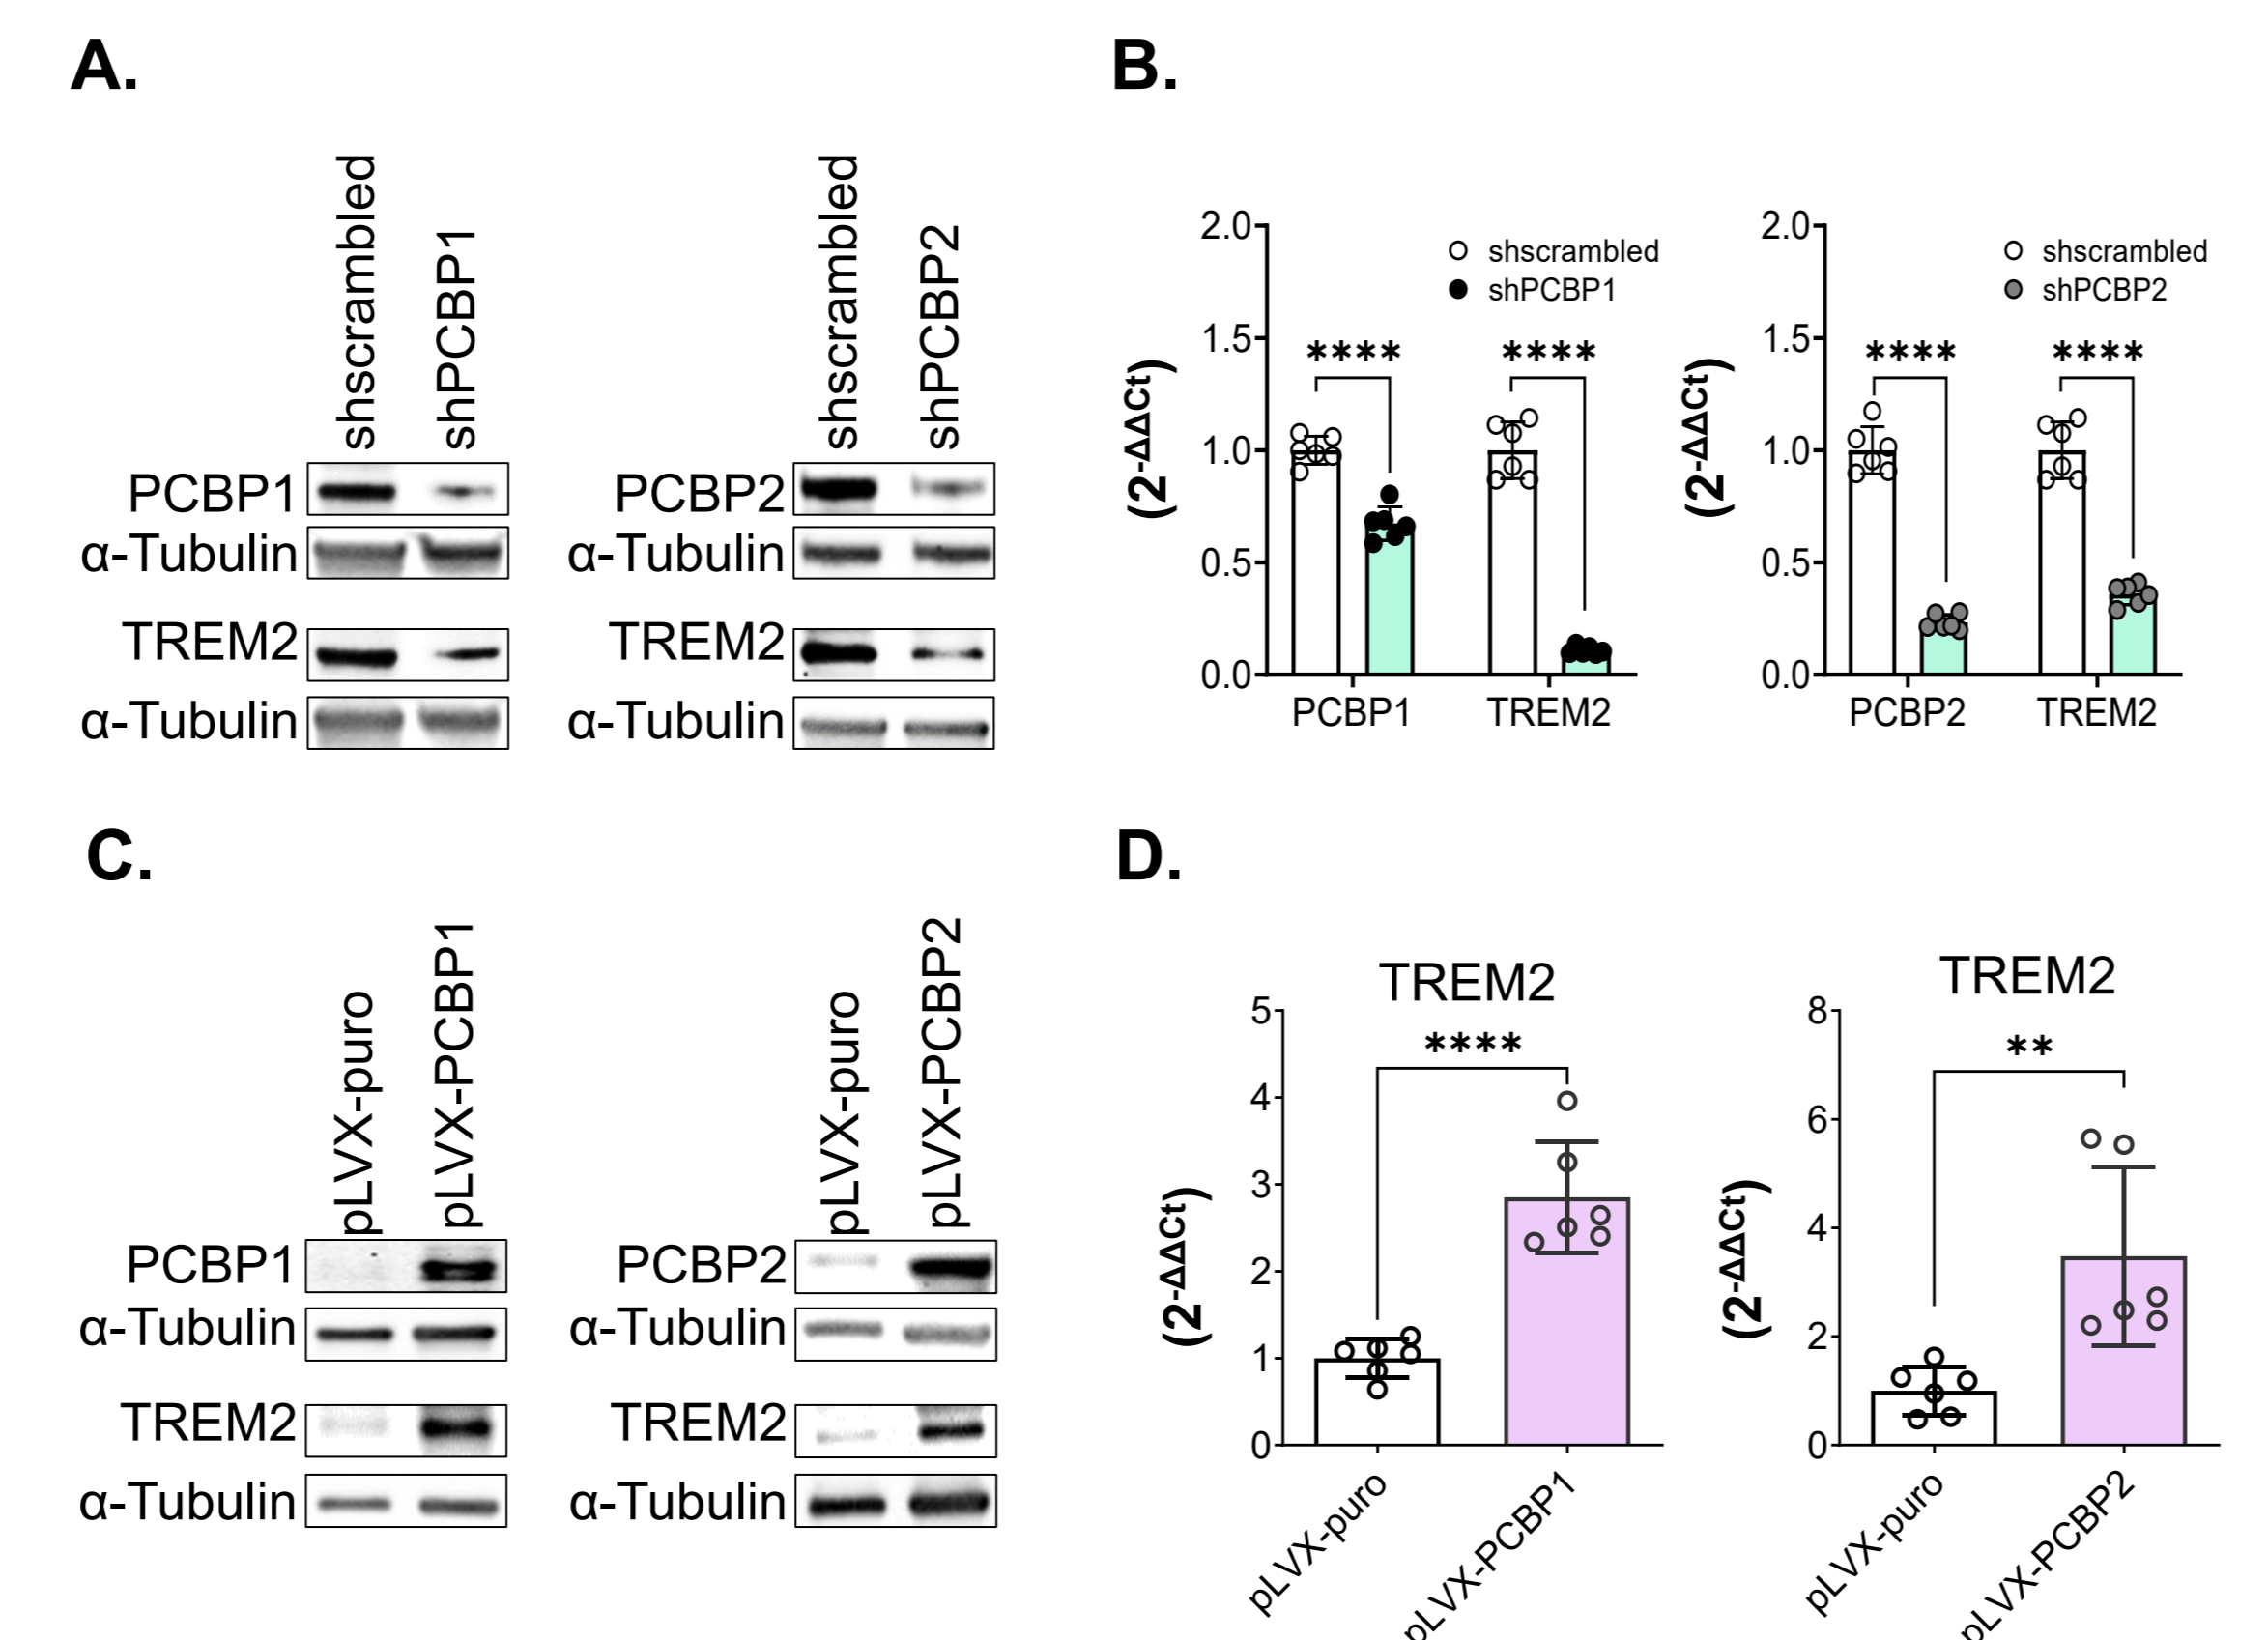 A.
shscrambled
shPCBP1
PCBP1
α-Tubulin
TREM2
α-Tubulin
shscrambled
shPCBP2
PCBP2
α-Tubulin
TREM2
α-Tubulin
B.
(2-ΔΔCt)
2.0
1.5
1.0
0.5
0.0
shscrambled
shPCBP1
****
****
PCBP1
TREM2
(2-ΔΔCt)
2.0
1.5
1.0
0.5
0.0
shscrambled
shPCBP2
****
****
PCBP2
TREM2
C.
pLVX-puro
pLVX-PCBP1
PCBP1
α-Tubulin
TREM2
α-Tubulin
pLVX-puro
pLVX-PCBP2
PCBP2
α-Tubulin
TREM2
α-Tubulin
D.
TREM2
(2-ΔΔCt)
5
4
3
2
1
0
****
pLVX-puro
pLVX-PCBP1
TREM2
(2-ΔΔCt)
8
6
4
2
0
**
pLVX-puro
pLVX-PCBP2